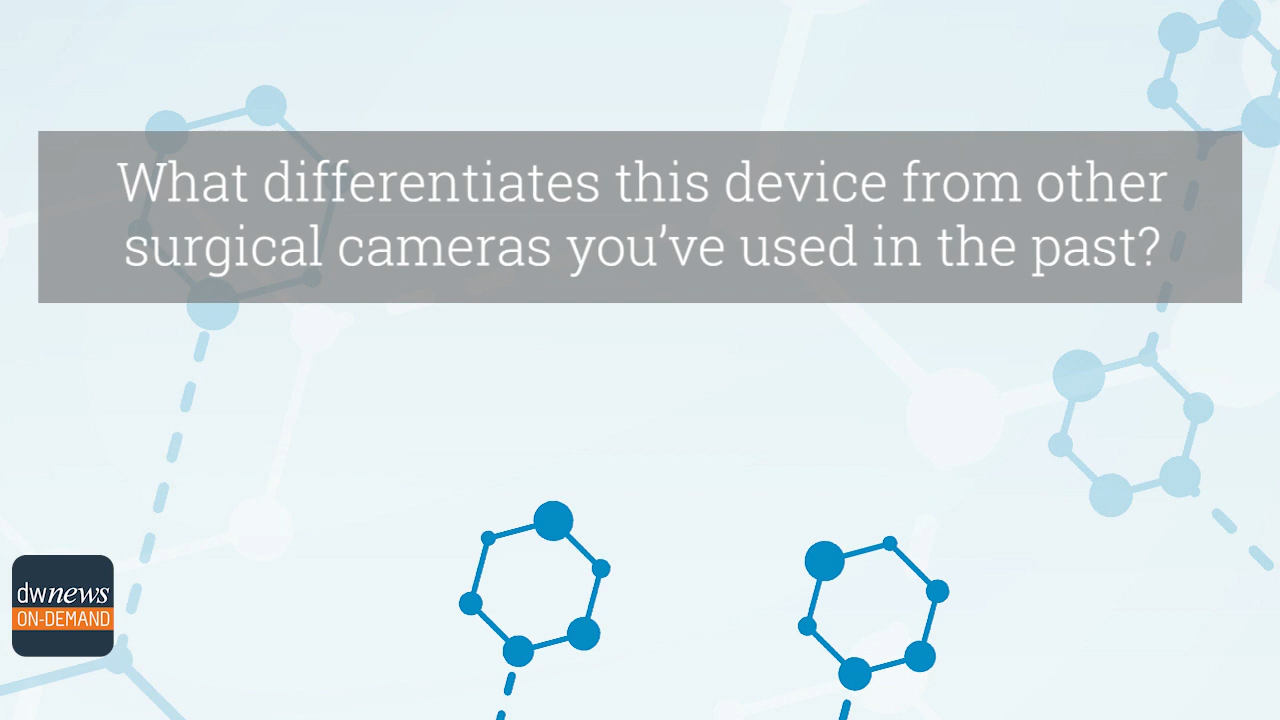 What differentiates this device from other
surgical cameras you’ve used in the past?
dwnews
ON-DEMAND